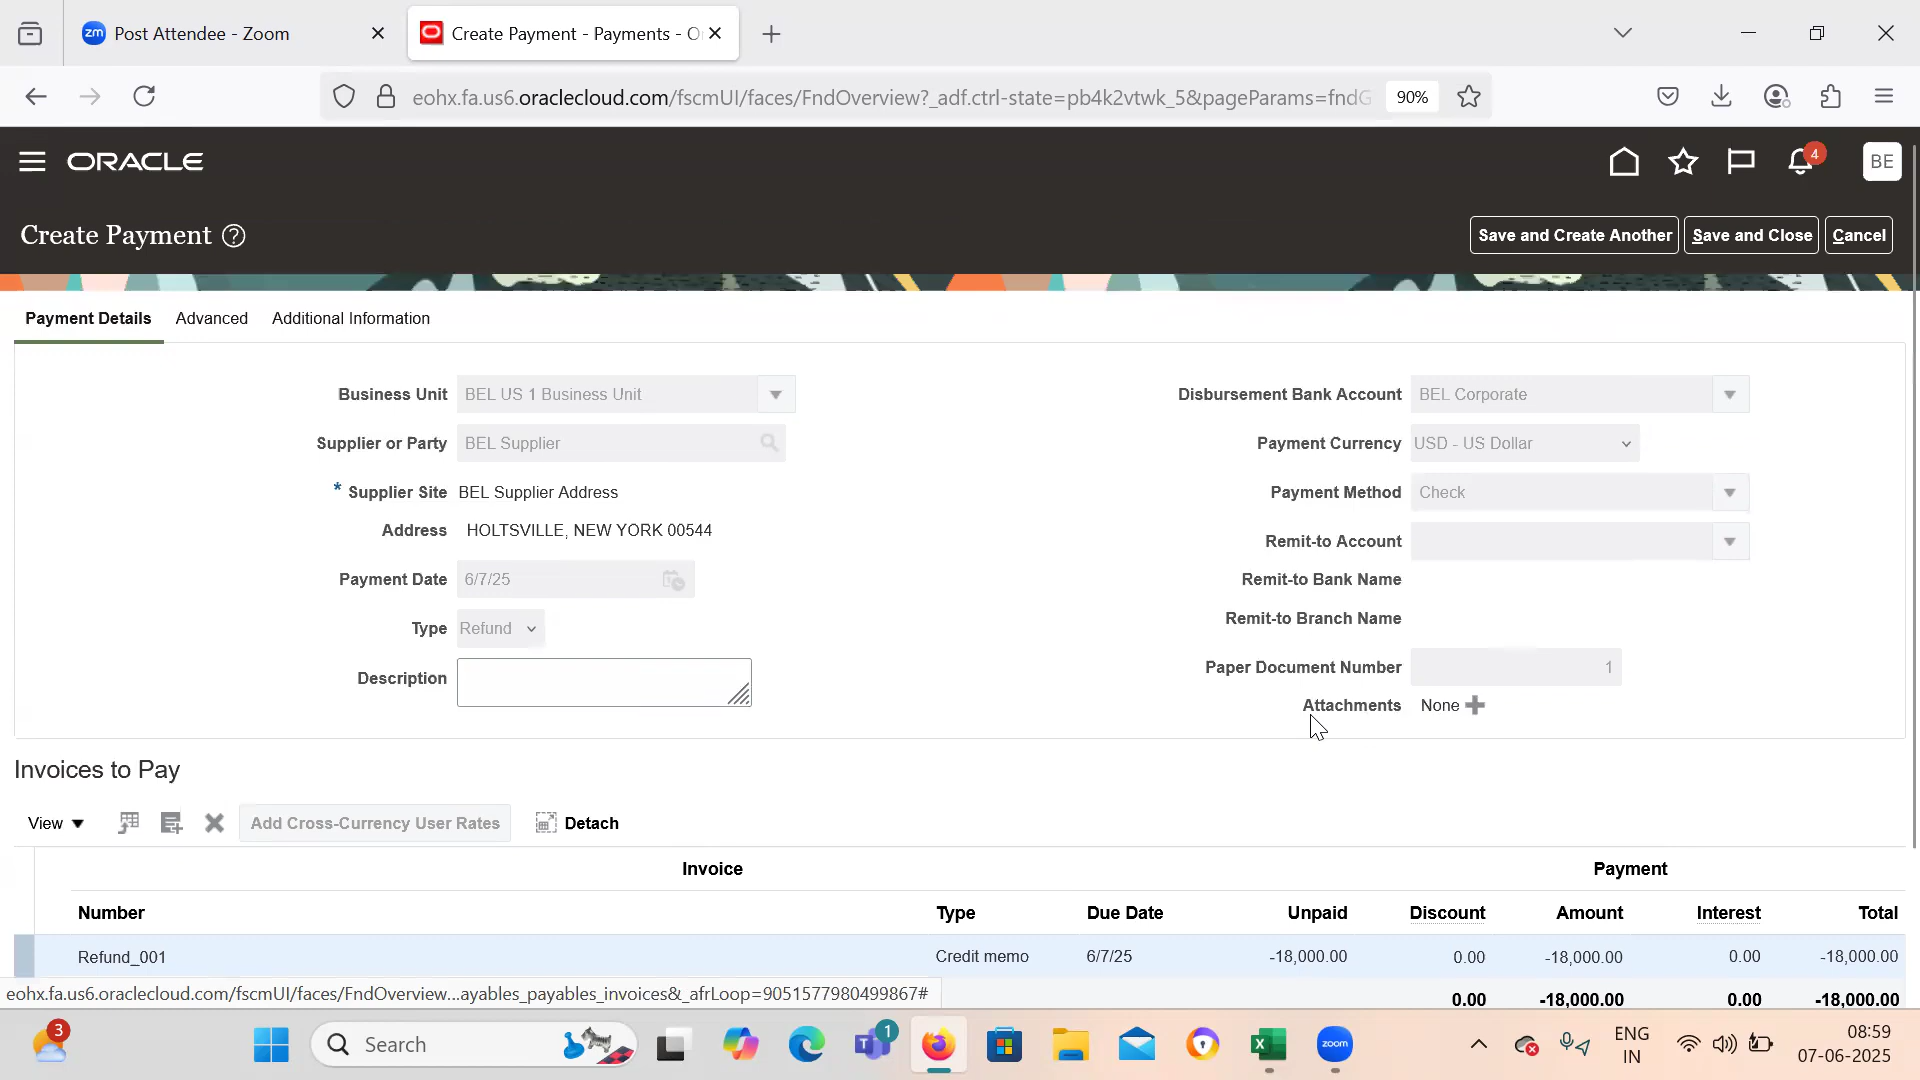 Post Attendee - Zoom
Create Payment - Payments - O
eohx.fa.us6.oraclecloud.com/fscmUI/faces/FndOverview?_adf.ctrl-state=pb4k2vtwk_5&pageParams=fndG
90%
ORACLE
4
BE
Create Payment
Save and Create Another
Save and Close
Cancel
Payment Details
Advanced
Additional Information
Business Unit BEL US 1 Business Unit
Disbursement Bank Account BEL Corporate
Supplier or Party BEL Supplier
Payment Currency USD - US Dollar
* Supplier Site BEL Supplier Address
Payment Method Check
Address HOLTSVILLE, NEW YORK 00544
Remit-to Account
Payment Date 6/7/25
Remit-to Bank Name
Type Refund
Remit-to Branch Name
Description
Paper Document Number 1
Attachments None
Invoices to Pay
View
Add Cross-Currency User Rates
Detach
Invoice Payment
Number Type Due Date Unpaid Discount Amount Interest Total
Refund_001 Credit memo 6/7/25 -18,000.00 0.00 -18,000.00 0.00 -18,000.00
0.00 -18,000.00 0.00 -18,000.00
eohx.fa.us6.oraclecloud.com/fscmUI/faces/FndOverview...ayables_payables_invoices&_afrLoop=9051577980499867#
3
Search
1
zoom
ENG
IN
08:59
07-06-2025